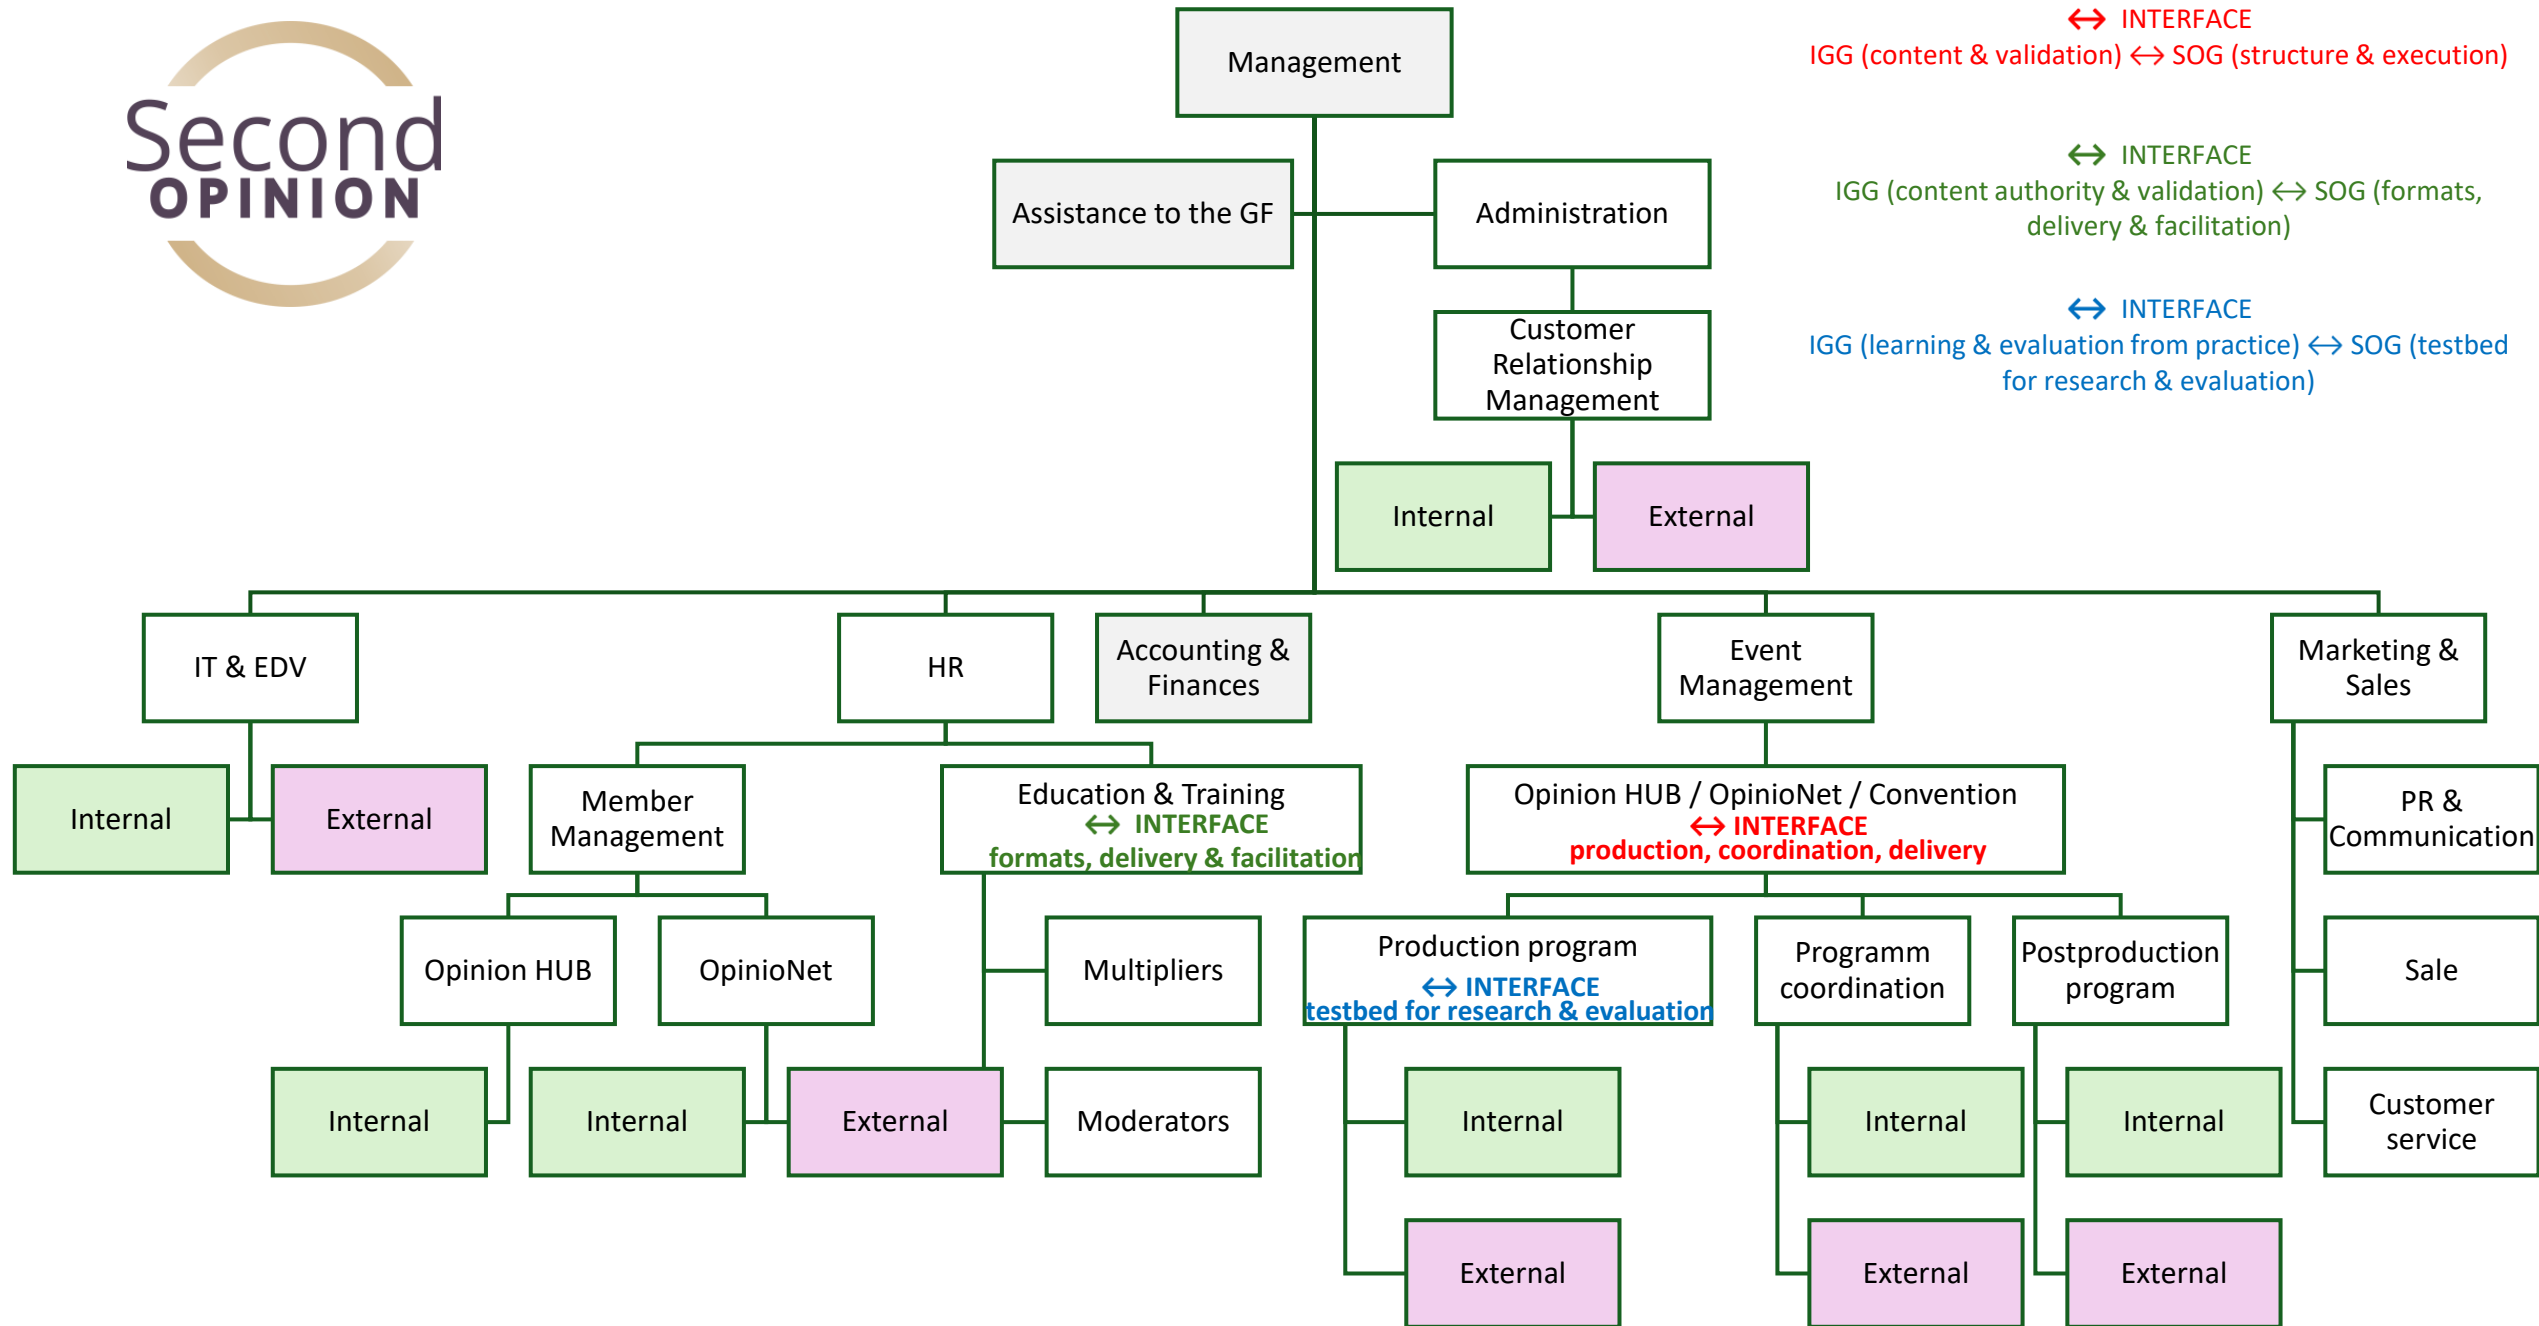 Second
OPINION
Management
↔ INTERFACE
IGG (content & validation) ↔ SOG (structure & execution)
↔ INTERFACE
IGG (content authority & validation) ↔ SOG (formats,
delivery & facilitation)
↔ INTERFACE
IGG (learning & evaluation from practice) ↔ SOG (testbed
for research & evaluation)
Assistance to the GF
Administration
Customer
Relationship
Management
Internal
External
IT & EDV
HR
Accounting &
Finances
Event
Management
Marketing &
Sales
Internal
External
Member
Management
Education & Training
↔ INTERFACE
formats, delivery & facilitation
Opinion HUB / OpinioNet / Convention
↔ INTERFACE
production, coordination, delivery
PR &
Communication
Opinion HUB
OpinioNet
Multipliers
Production program
↔ INTERFACE
testbed for research & evaluation
Programm
coordination
Postproduction
program
Sale
Internal
Internal
External
Moderators
Internal
Internal
Internal
Customer
service
External
External
External